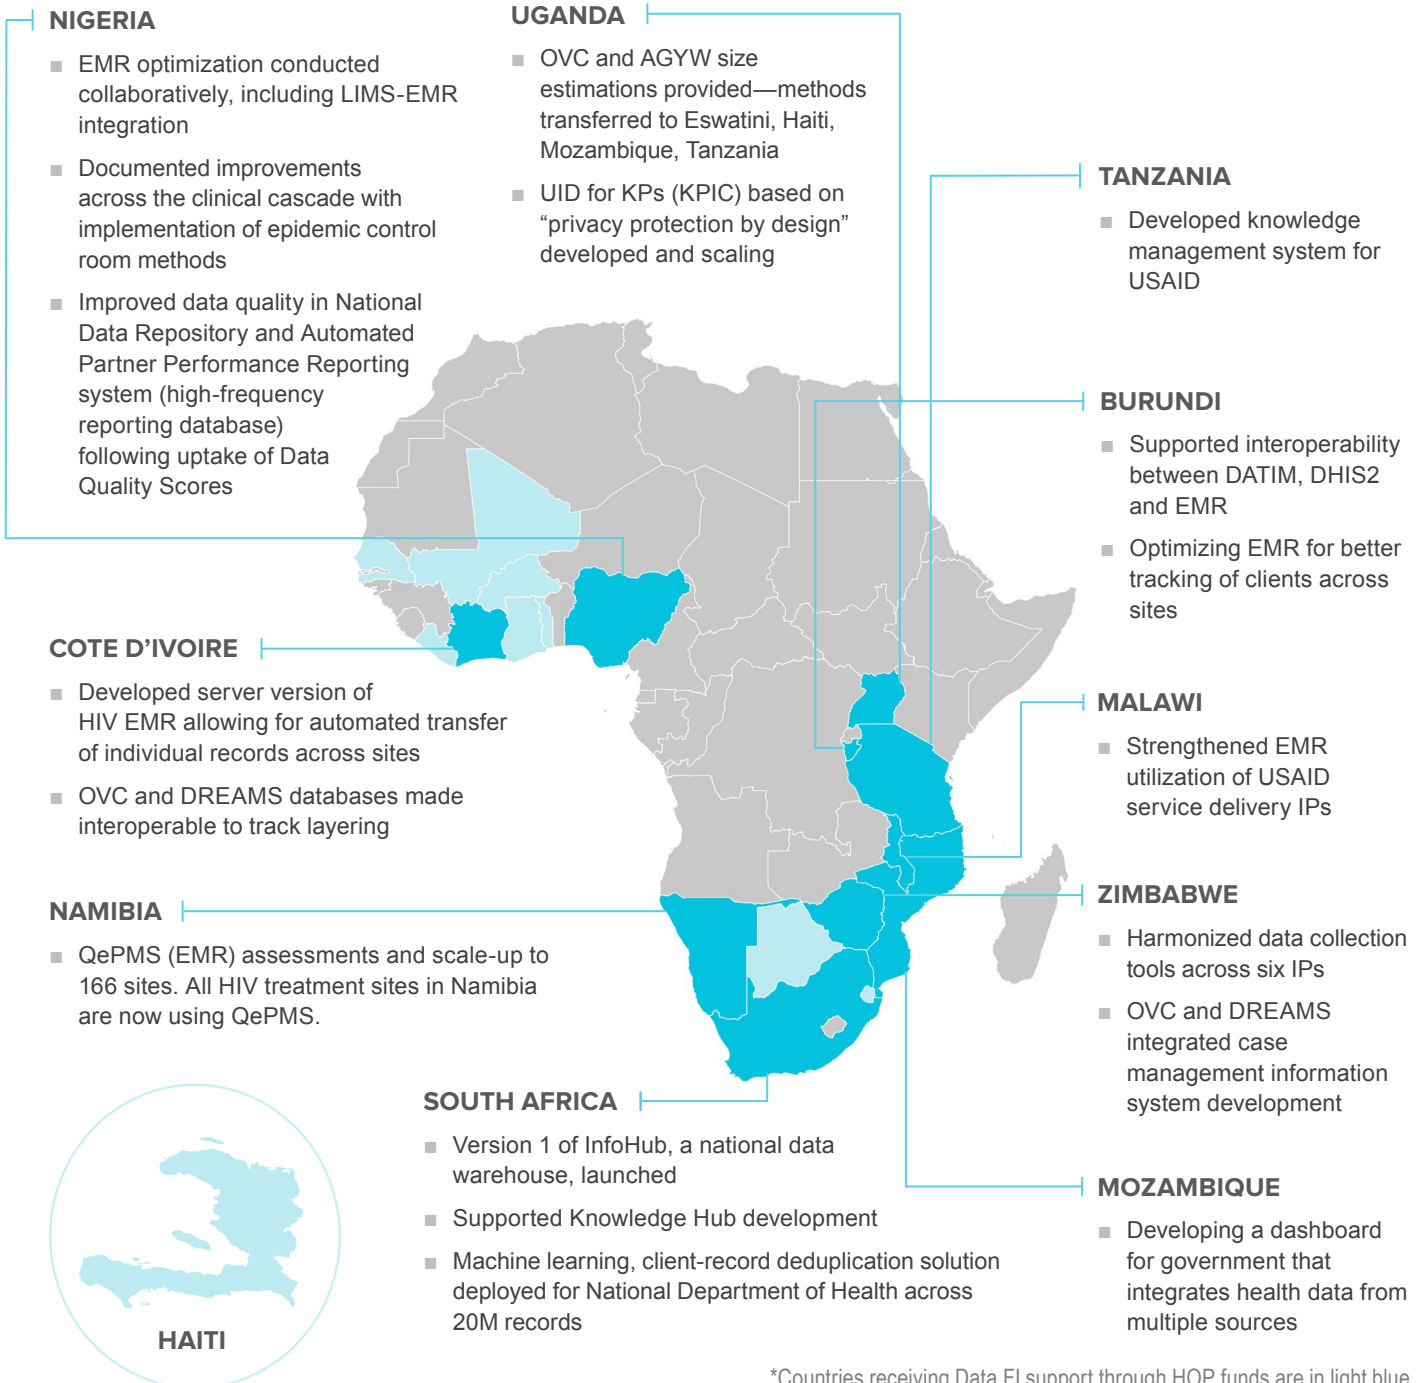 NIGERIA
EMR optimization conducted
collaboratively, including LIMS-EMR
integration
Documented improvements
across the clinical cascade with
implementation of epidemic control
room methods
Improved data quality in National
Data Repository and Automated
Partner Performance Reporting
system (high-frequency
reporting database)
following uptake of Data
Quality Scores
UGANDA
OVC and AGYW size
estimations provided—methods
transferred to Eswatini, Haiti,
Mozambique, Tanzania
UID for KPs (KPIC) based on
“privacy protection by design”
developed and scaling
TANZANIA
Developed knowledge
management system for
USAID
BURUNDI
Supported interoperability
between DATIM, DHIS2
and EMR
Optimizing EMR for better
tracking of clients across
sites
COTE D’IVOIRE
Developed server version of
HIV EMR allowing for automated transfer
of individual records across sites
OVC and DREAMS databases made
interoperable to track layering
MALAWI
Strengthened EMR
utilization of USAID
service delivery IPs
NAMIBIA
QePMS (EMR) assessments and scale-up to
166 sites. All HIV treatment sites in Namibia
are now using QePMS.
ZIMBABWE
Harmonized data collection
tools across six IPs
OVC and DREAMS
integrated case
management information
system development
SOUTH AFRICA
Version 1 of InfoHub, a national data
warehouse, launched
Supported Knowledge Hub development
Machine learning, client-record deduplication solution
deployed for National Department of Health across
20M records
MOZAMBIQUE
Developing a dashboard
for government that
integrates health data from
multiple sources
HAITI
*Countries receiving Data FI support through HOP funds are in light blue